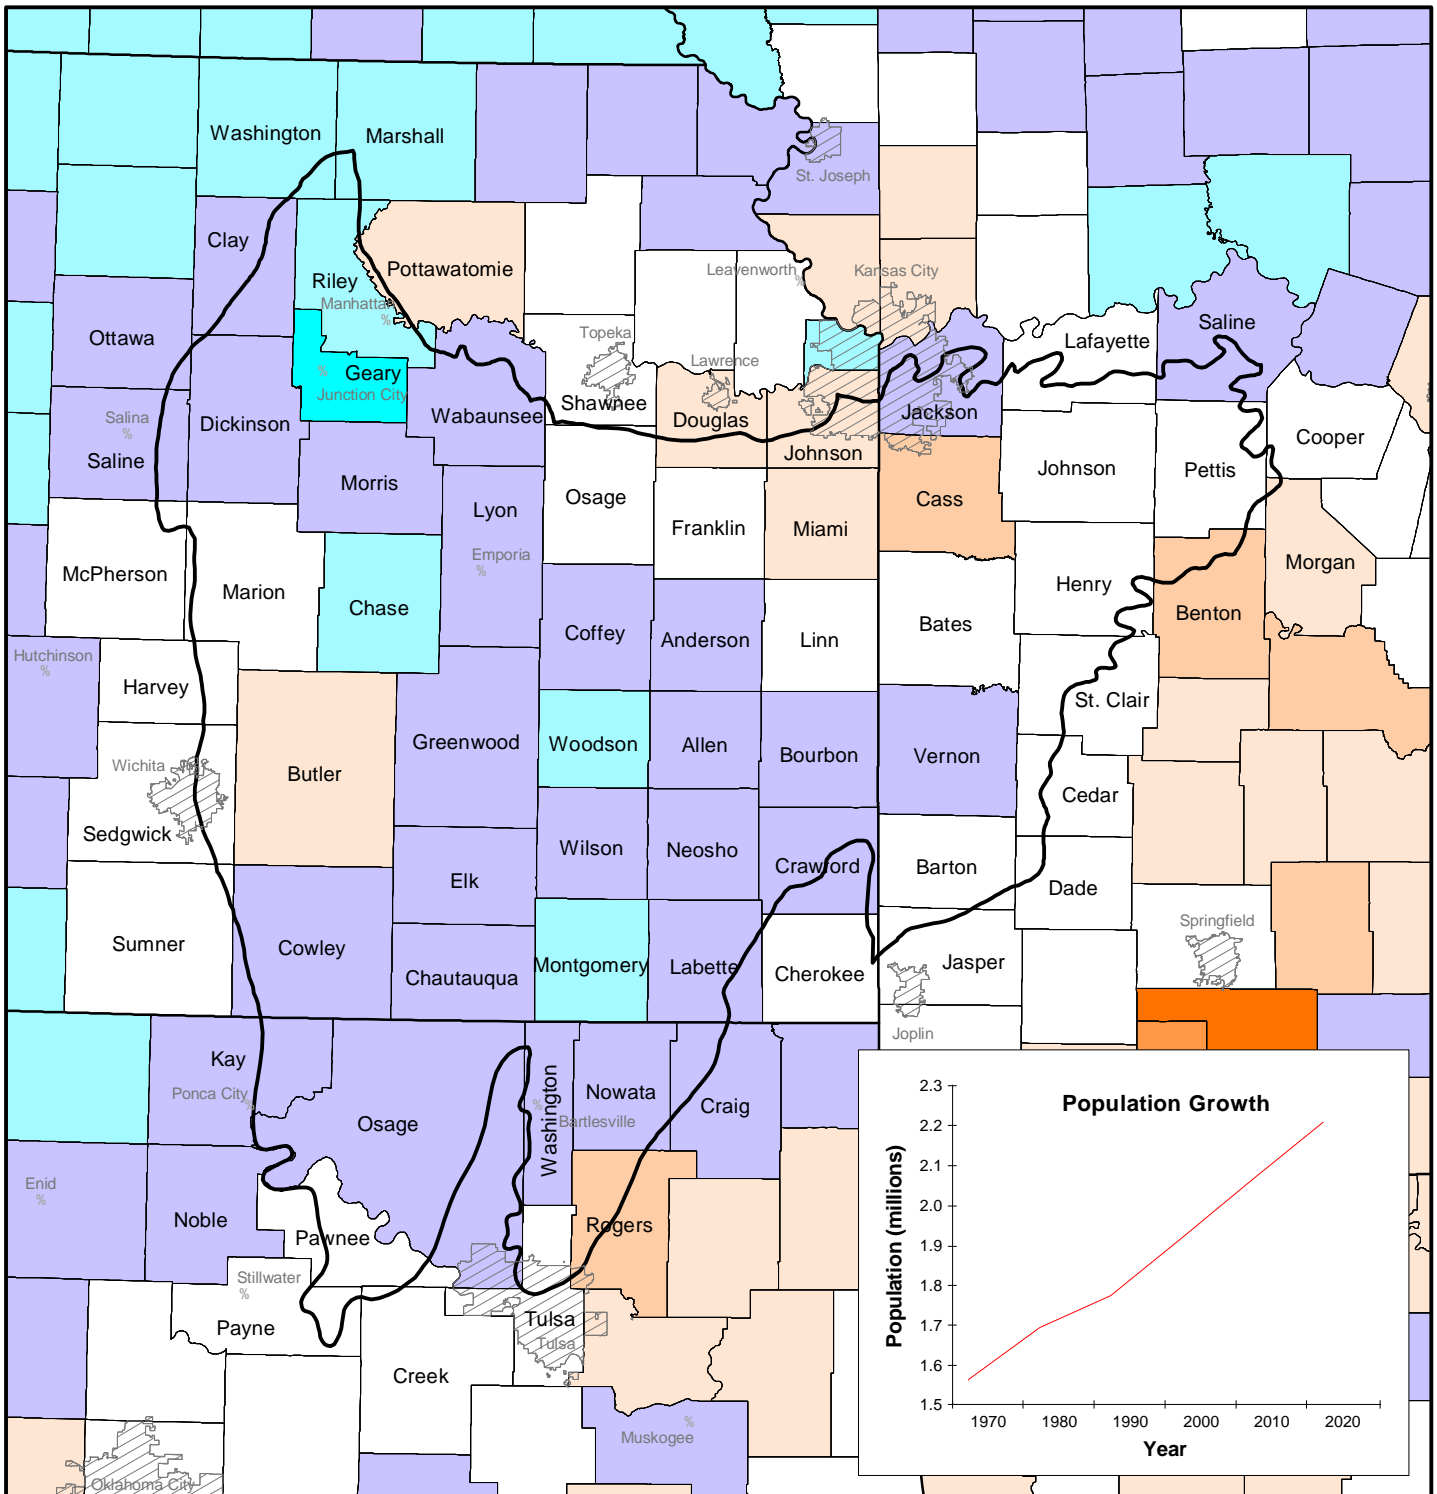 Washington
Marshall
St. Joseph
Clay
Riley
Pottawatomie
Leavenworth
%
Kansas City
Manhattan
%
Ottawa
Topeka
Lawrence
Lafayette
Saline
%
Geary
Junction City
Salina
%
Saline
Dickinson
Wabaunsee
Shawnee
Douglas
Johnson
Jackson
Cooper
Morris
Lyon
Osage
Franklin
Miami
Cass
Johnson
Pettis
Emporia
%
McPherson
Marion
Chase
Henry
Morgan
Benton
Coffey
Anderson
Linn
Bates
Hutchinson
%
Harvey
St. Clair
Greenwood
Woodson
Allen
Bourbon
Vernon
Wichita
Butler
Cedar
Sedgwick
Wilson
Neosho
Crawford
Barton
Elk
Dade
Sumner
Cowley
Chautauqua
Montgomery
Labette
Cherokee
Jasper
Springfield
Joplin
Kay
Ponca City
%
Osage
Washington
%
Nowata
Bartlesville
Craig
Enid
%
Noble
Pawnee
Rogers
Stillwater
%
Payne
Tulsa
Tulsa
Creek
Muskogee
%
Oklahoma City
Population Growth
Population (millions)
2.3
2.2
2.1
2.0
1.9
1.8
1.7
1.6
1.5
1970 1980 1990 2000 2010 2020
Year